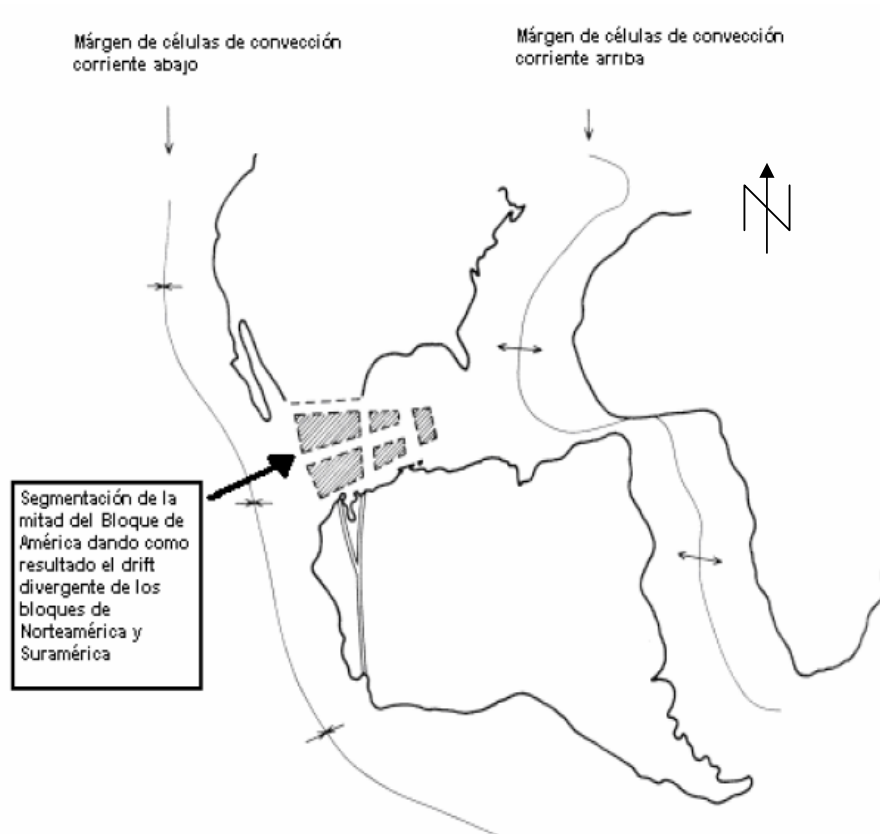 Márgen de células de convección
corriente abajo
Márgen de células de convección
corriente arriba
N
Segmentación de la
mitad del Bloque de
América dando como
resultado el drift
divergente de los
bloques de
Norteamérica y
Suramérica